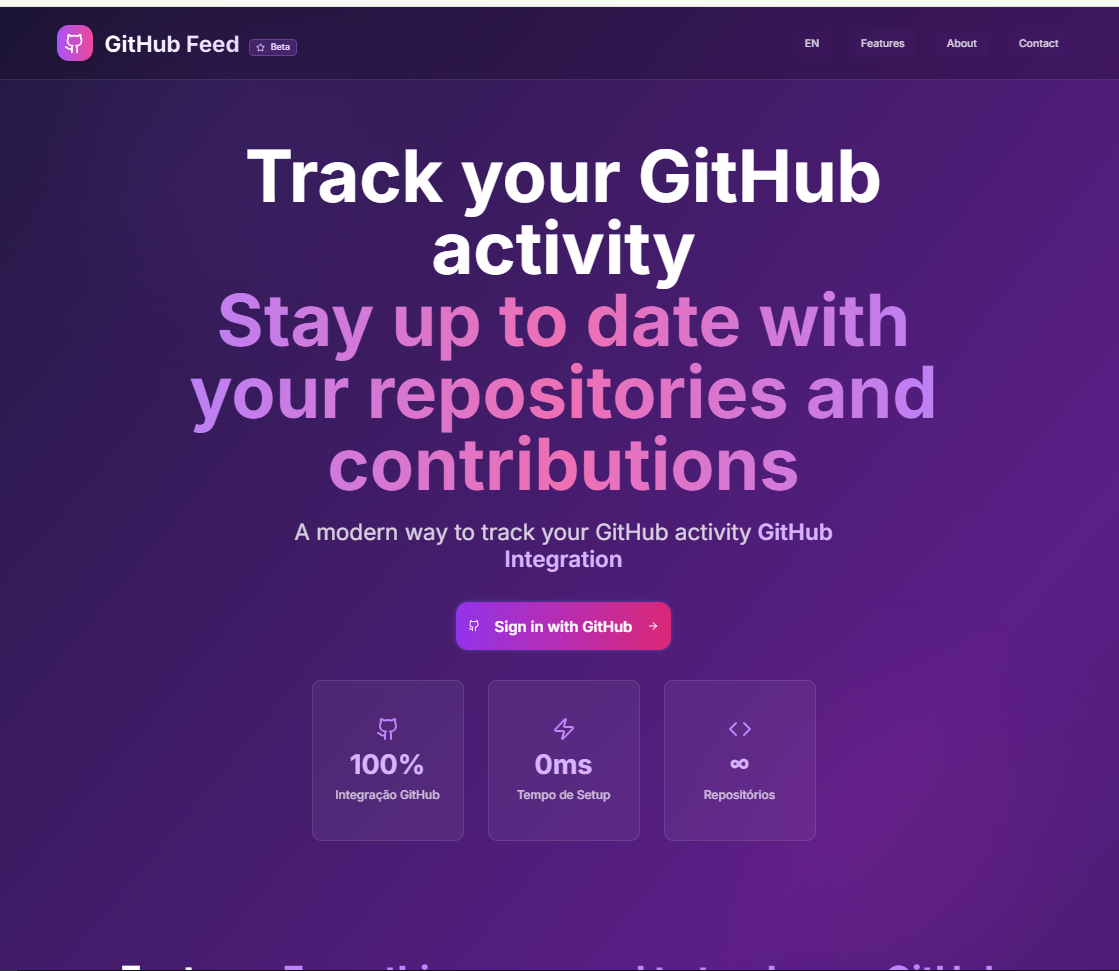 GitHub Feed
Beta
EN
Features
About
Contact
Track your GitHub
activity
Stay up to date with
your repositories and
contributions
A modern way to track your GitHub activity GitHub
Integration
Sign in with GitHub
100%
Integração GitHub
0ms
Tempo de Setup
∞
Repositórios